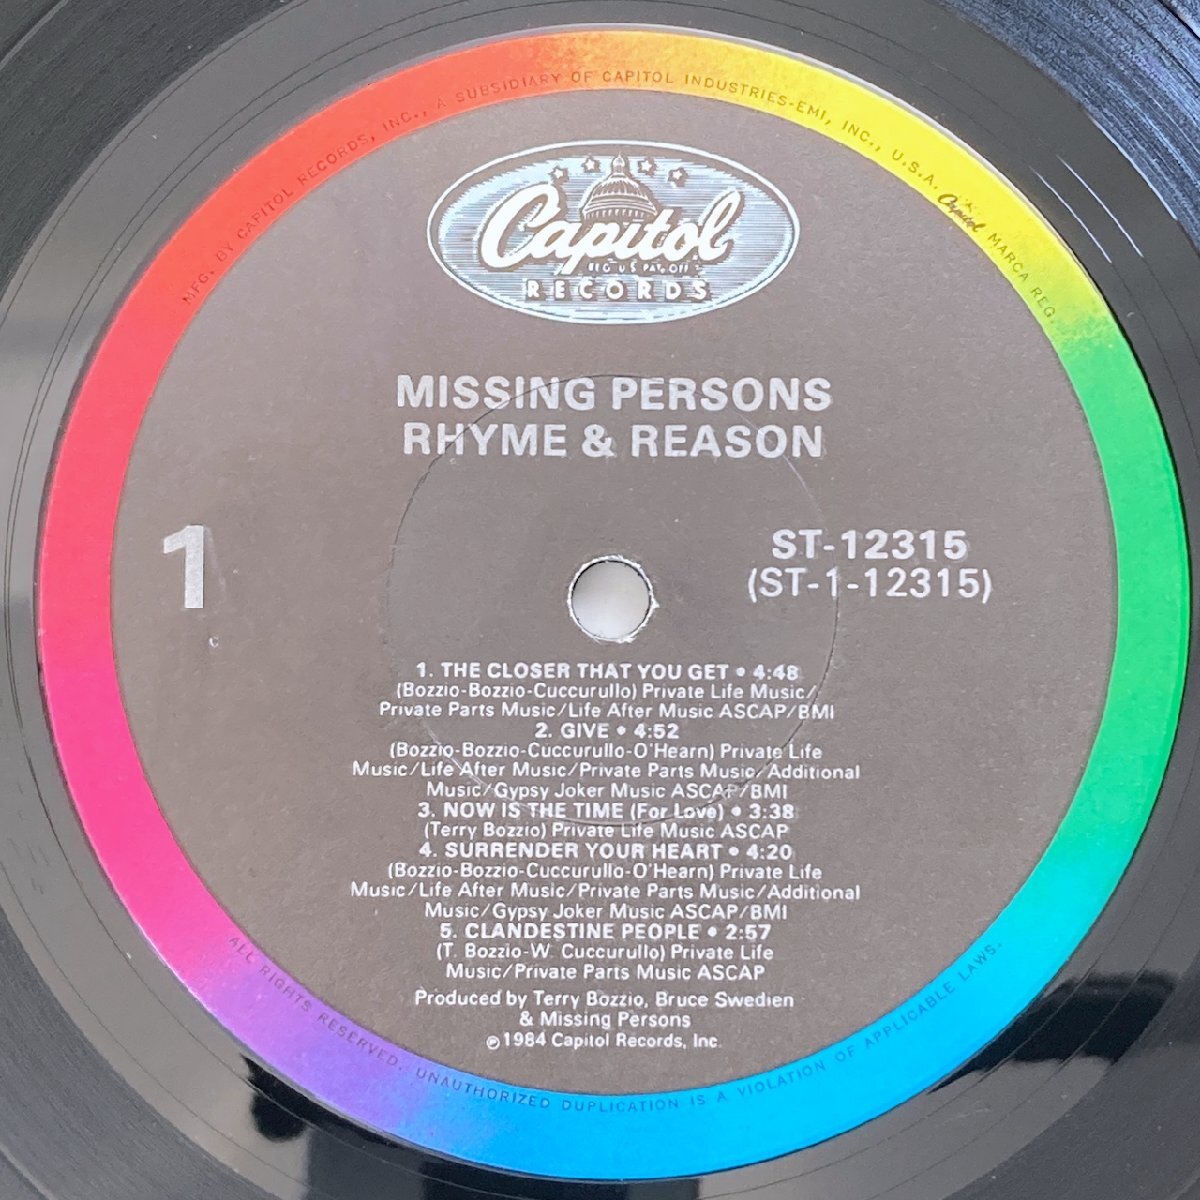 MFG. BY CAPITOL RECORDS, INC., A SUBSIDIARY OF CAPITOL INDUSTRIES-EMI, INC., U.S.A. Capitol MARCA REG.
Capitol
REG. U.S. PAT. OFF.
RECORDS
MISSING PERSONS
RHYME & REASON
1
ST-12315
(ST-1-12315)
1. THE CLOSER THAT YOU GET • 4:48
(Bozzio-Bozzio-Cuccurullo) Private Life Music/
Private Parts Music/Life After Music ASCAP/BMI
2. GIVE • 4:52
(Bozzio-Bozzio-Cuccurullo-O'Hearn) Private Life
Music/Life After Music/Private Parts Music/Additional
Music/Gypsy Joker Music ASCAP/BMI
3. NOW IS THE TIME (For Love) • 3:38
(Terry Bozzio) Private Life Music ASCAP
4. SURRENDER YOUR HEART • 4:20
(Bozzio-Bozzio-Cuccurullo-O'Hearn) Private Life
Music/Life After Music/Private Parts Music/Additional
Music/Gypsy Joker Music ASCAP/BMI
5. CLANDESTINE PEOPLE • 2:57
(T. Bozzio-W. Cuccurullo) Private Life
Music/Private Parts Music ASCAP
Produced by Terry Bozzio, Bruce Swedien
& Missing Persons
℗1984 Capitol Records, Inc.
ALL RIGHTS RESERVED. UNAUTHORIZED DUPLICATION IS A VIOLATION OF APPLICABLE LAWS.